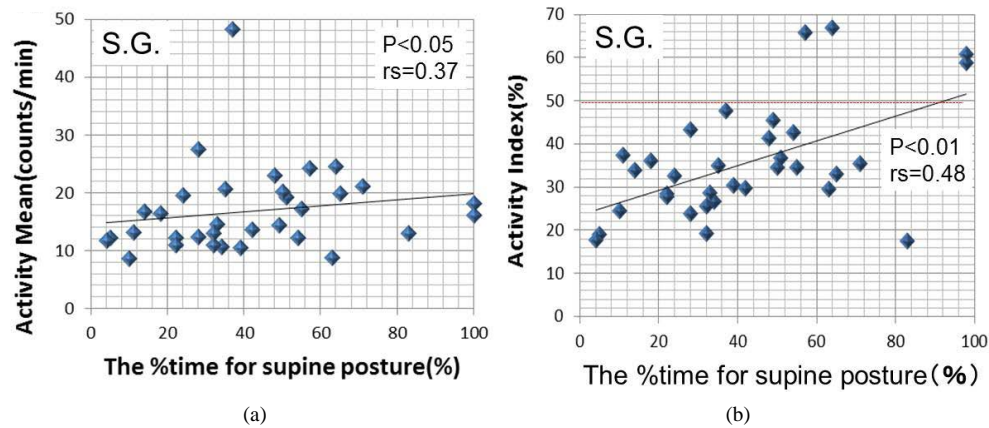 S.G.
P<0.05
rs=0.37
Activity Mean(counts/min)
50
40
30
20
10
0
0 20 40 60 80 100
The %time for supine posture(%)
(a)
S.G.
P<0.01
rs=0.48
Activity Index(%)
70
60
50
40
30
20
10
0
0 20 40 60 80 100
The %time for supine posture(%)
(b)